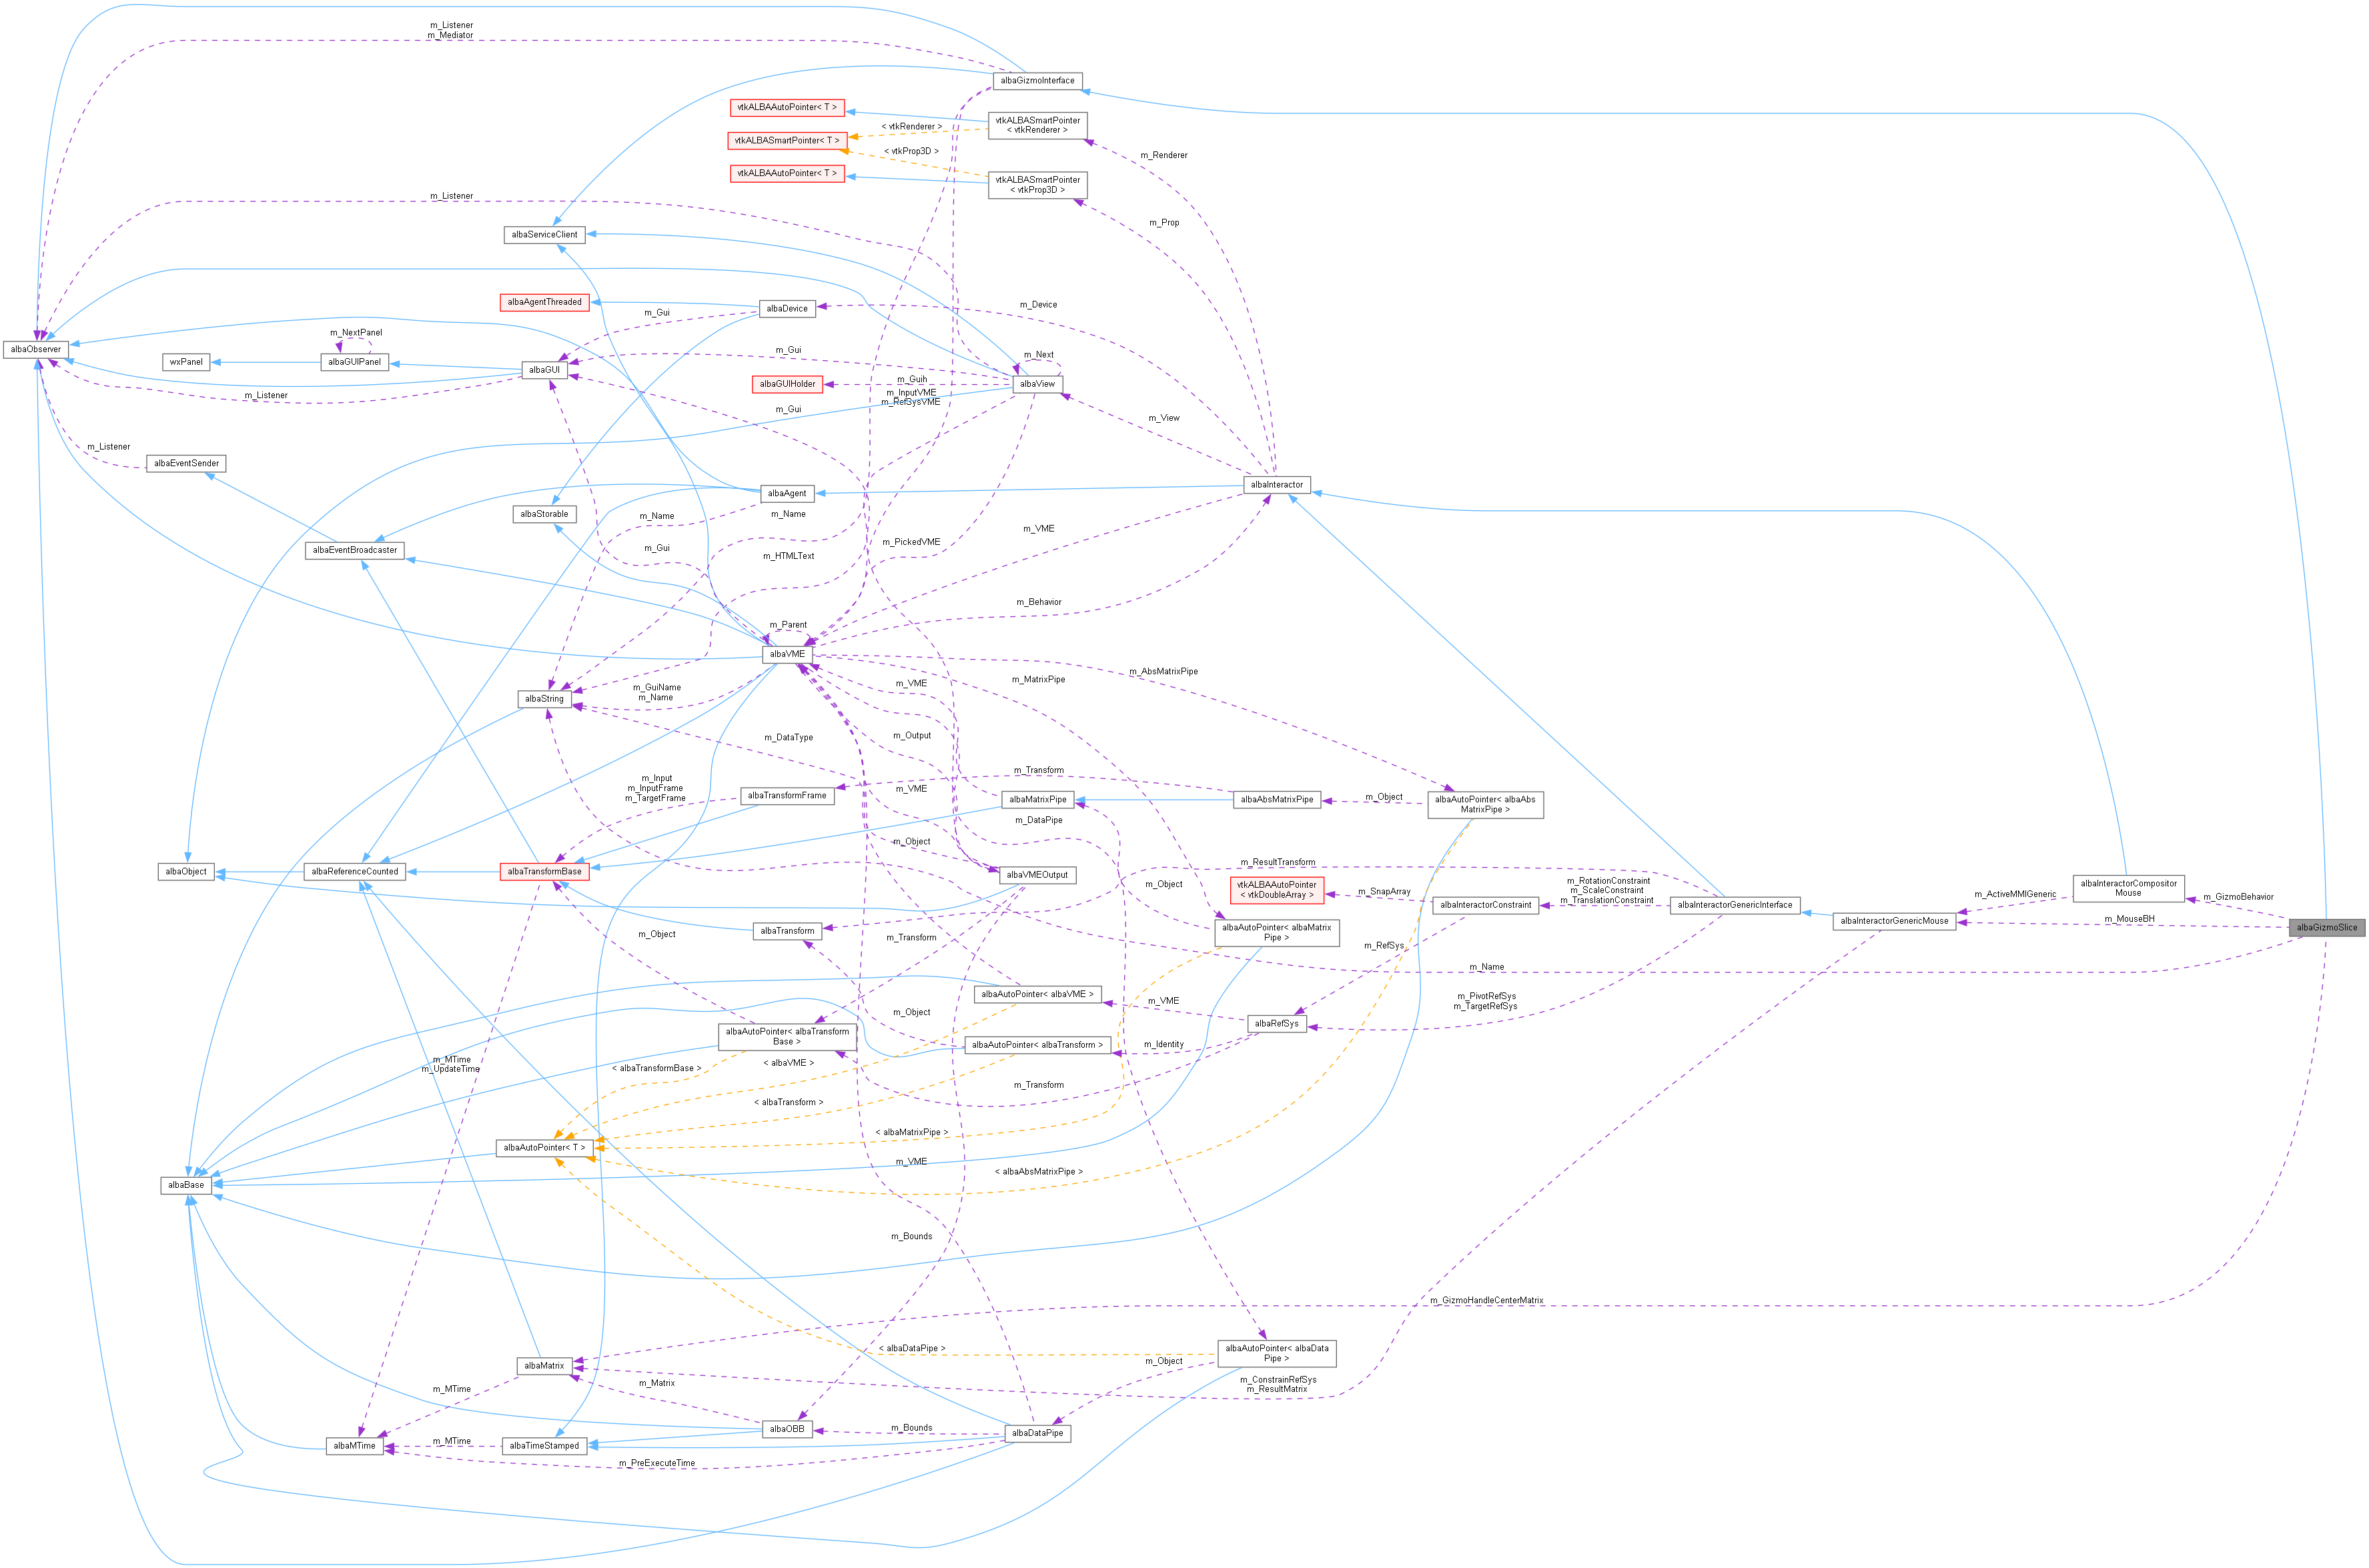 m_Listener
m_Mediator
albaGizmoInterface
vtkALBAAutoPointer< T >
vtkALBASmartPointer
< vtkRenderer >
< vtkRenderer >
vtkALBASmartPointer< T >
< vtkProp3D >
m_Renderer
vtkALBAAutoPointer< T >
vtkALBASmartPointer
< vtkProp3D >
m_Listener
m_Prop
albaServiceClient
albaAgentThreaded
albaDevice
m_Device
m_Gui
m_NextPanel
albaObserver
wxPanel
albaGUIPanel
albaGUI
m_Gui
m_Next
m_Guih
albaGUIHolder
albaView
m_Listener
m_InputVME
m_RefSysVME
m_Gui
m_View
m_Listener
albaEventSender
albaAgent
albaInteractor
albaStorable
m_Name
m_Name
m_VME
albaEventBroadcaster
m_Gui
m_HTMLText
m_PickedVME
m_Behavior
m_Parent
albaVME
m_AbsMatrixPipe
m_MatrixPipe
albaString
m_GuiName
m_Name
m_VME
m_DataType
m_Output
m_Input
m_InputFrame
m_TargetFrame
m_VME
m_Transform
albaTransformFrame
albaMatrixPipe
albaAbsMatrixPipe
m_Object
albaAutoPointer< albaAbs
MatrixPipe >
m_DataPipe
m_Object
albaObject
albaReferenceCounted
albaTransformBase
albaVMEOutput
m_ResultTransform
m_Object
vtkALBAAutoPointer
< vtkDoubleArray >
m_SnapArray
albaInteractorConstraint
m_RotationConstraint
m_ScaleConstraint
m_TranslationConstraint
albaInteractorGenericInterface
albaInteractorCompositor
Mouse
m_ActiveMMIGeneric
m_GizmoBehavior
albaInteractorGenericMouse
m_MouseBH
albaGizmoSlice
albaTransform
m_Object
m_Transform
albaAutoPointer< albaMatrix
Pipe >
m_RefSys
m_Name
albaAutoPointer< albaVME >
m_VME
m_PivotRefSys
m_TargetRefSys
m_Object
albaRefSys
albaAutoPointer< albaTransform
Base >
albaAutoPointer< albaTransform >
m_Identity
m_MTime
m_UpdateTime
< albaTransformBase >
< albaVME >
m_Transform
< albaTransform >
< albaMatrixPipe >
albaAutoPointer< T >
m_VME
< albaAbsMatrixPipe >
albaBase
m_Bounds
m_GizmoHandleCenterMatrix
< albaDataPipe >
albaAutoPointer< albaData
Pipe >
m_Object
albaMatrix
m_MTime
m_Matrix
m_ConstrainRefSys
m_ResultMatrix
albaOBB
m_Bounds
albaDataPipe
albaMTime
m_MTime
albaTimeStamped
m_PreExecuteTime